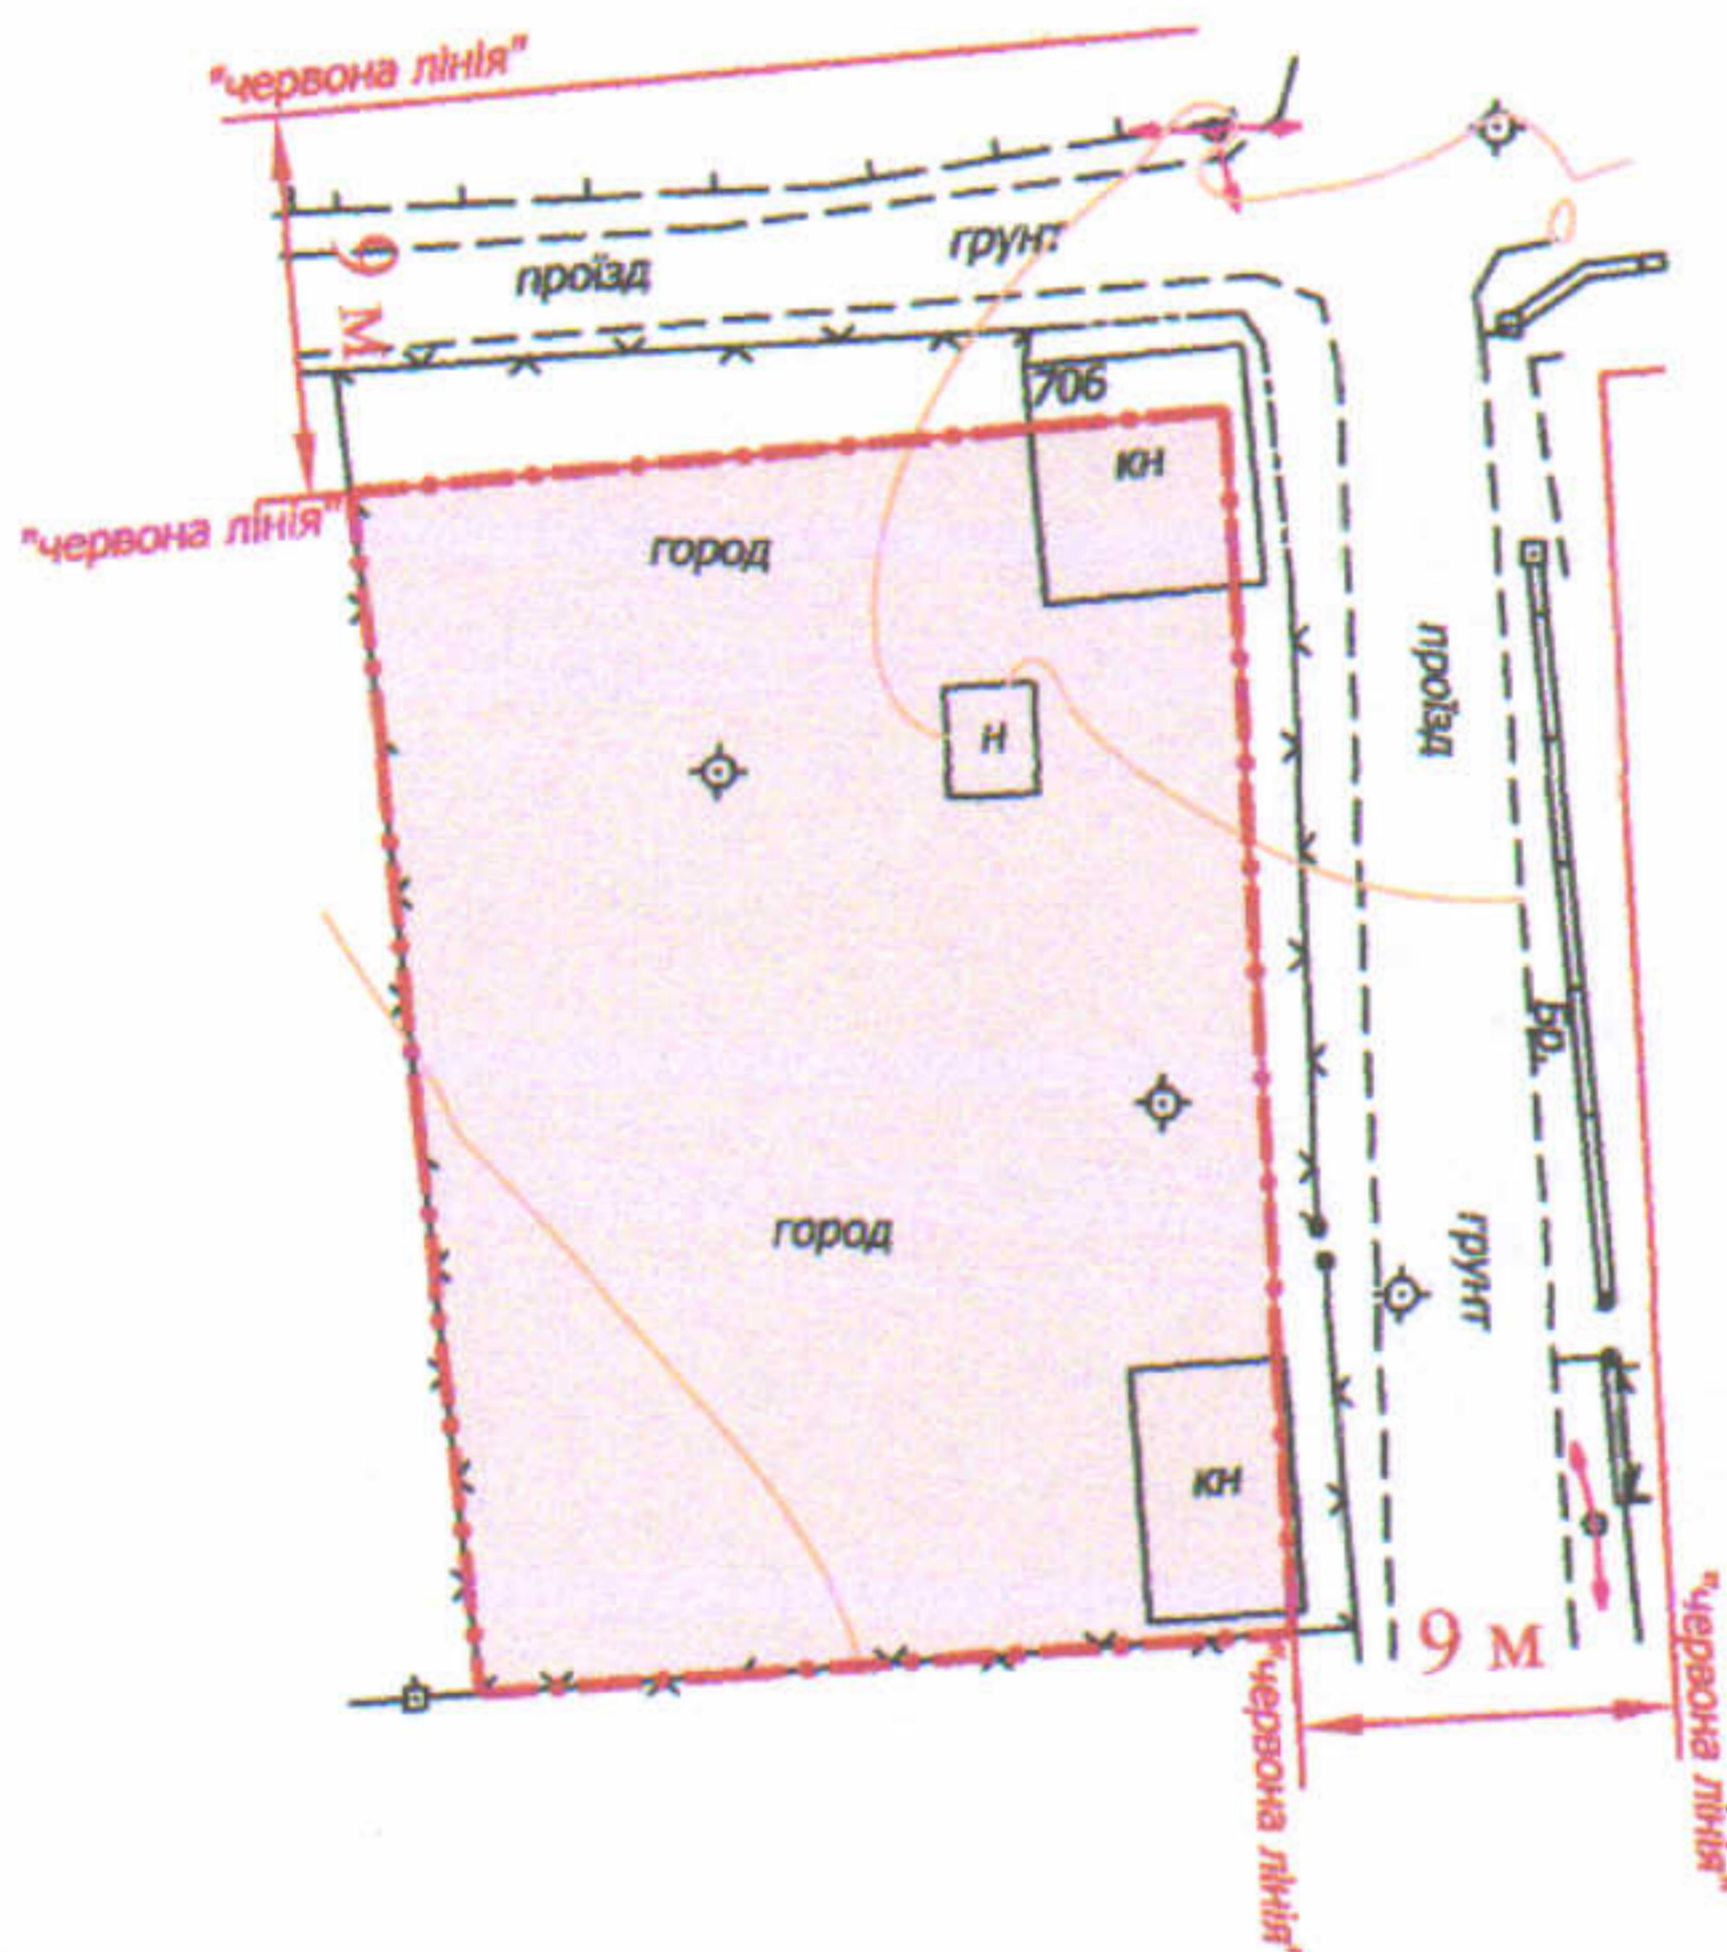 "червона лінія"
9 м
проїзд
грунт
706
кн
"червона лінія"
город
н
проїзд
Бр.
город
грунт
кн
9 м
"червона лінія"
"червона лінія"